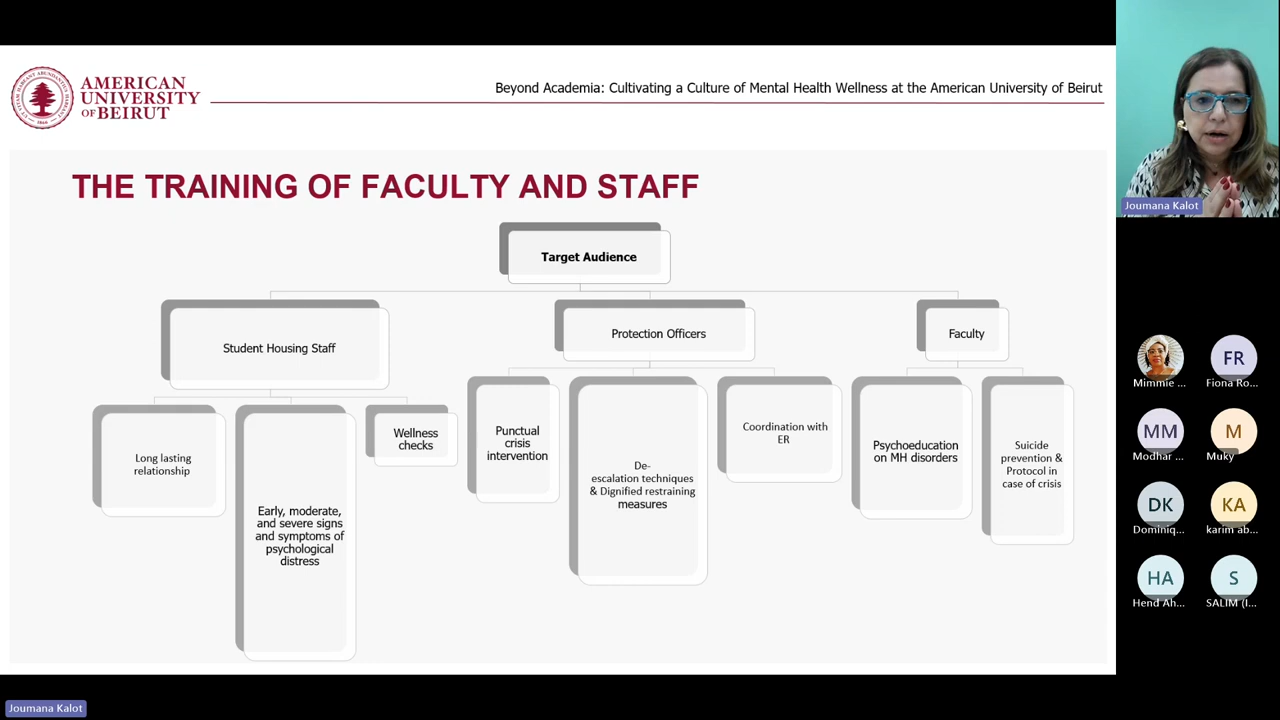 AMERICAN
UNIVERSITY
OF BEIRUT
Beyond Academia: Cultivating a Culture of Mental Health Wellness at the American University of Beirut
THE TRAINING OF FACULTY AND STAFF
Target Audience
Student Housing Staff
Protection Officers
Faculty
Long lasting
relationship
Early, moderate,
and severe signs
and symptoms of
psychological
distress
Wellness
checks
Punctual
crisis
intervention
De-
escalation techniques
& Dignified restraining
measures
Coordination with
ER
Psychoeducation
on MH disorders
Suicide
prevention &
Protocol in
case of crisis
Joumana Kalot
Mimmie ...
FR
Fiona Ro...
MM
Modhar ...
M
Muky
DK
Dominiq...
KA
karim ab...
HA
Hend Ah...
S
SALIM (I...
Joumana Kalot